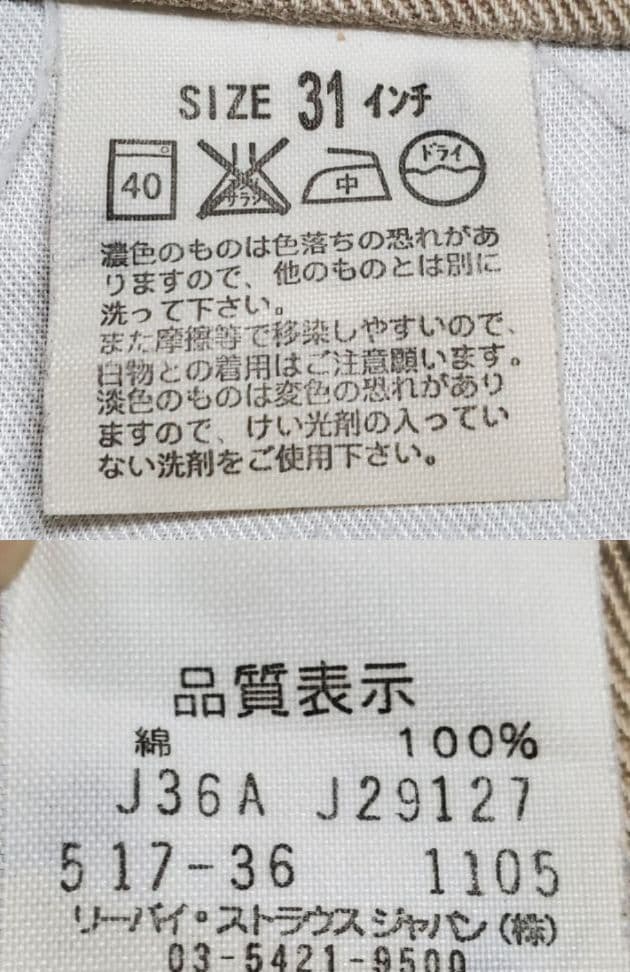 SIZE 31 インチ
40 サラシ 中 ドライ
濃色のものは色落ちの恐れがあ
りますので、他のものとは別に
洗って下さい。
また摩擦等で移染しやすいので、
白物との着用はご注意願います。
淡色のものは変色の恐れがあり
ますので、けい光剤の入ってい
ない洗剤をご使用下さい。
品質表示
綿 100%
J36A J29127
517-36 1105
リーバイ・ストラウス ジャパン(株)
03-5421-9500